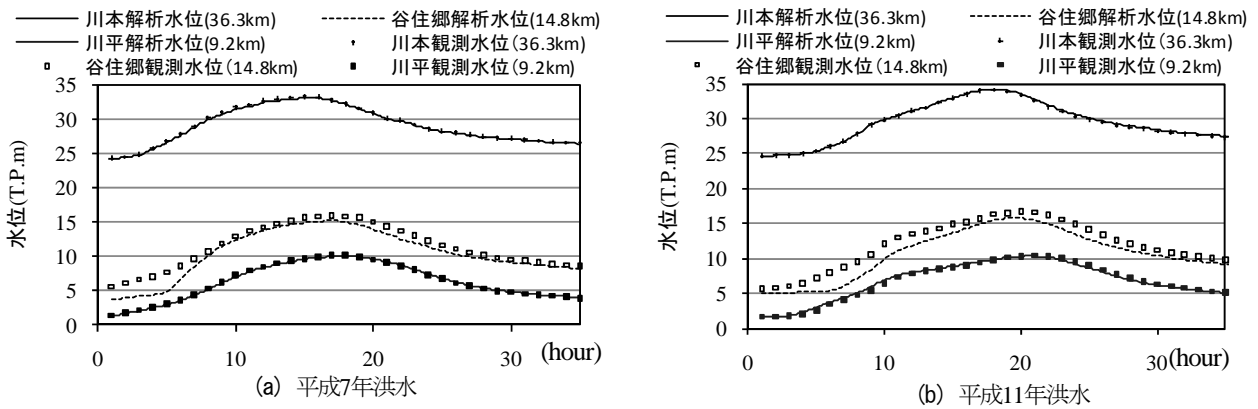 川本解析水位(36.3km) 谷住郷解析水位(14.8km)
川平解析水位(9.2km) 川本観測水位(36.3km)
谷住郷観測水位(14.8km) 川平観測水位(9.2km)
35
30
25
20
15
10
5
0
水位(T.P.m)
0 10 20 30 (hour)
(a) 平成7年洪水
川本解析水位(36.3km) 谷住郷解析水位(14.8km)
川平解析水位(9.2km) 川本観測水位(36.3km)
谷住郷観測水位(14.8km) 川平観測水位(9.2km)
35
30
25
20
15
10
5
0
水位(T.P.m)
0 10 20 30 (hour)
(b) 平成11年洪水